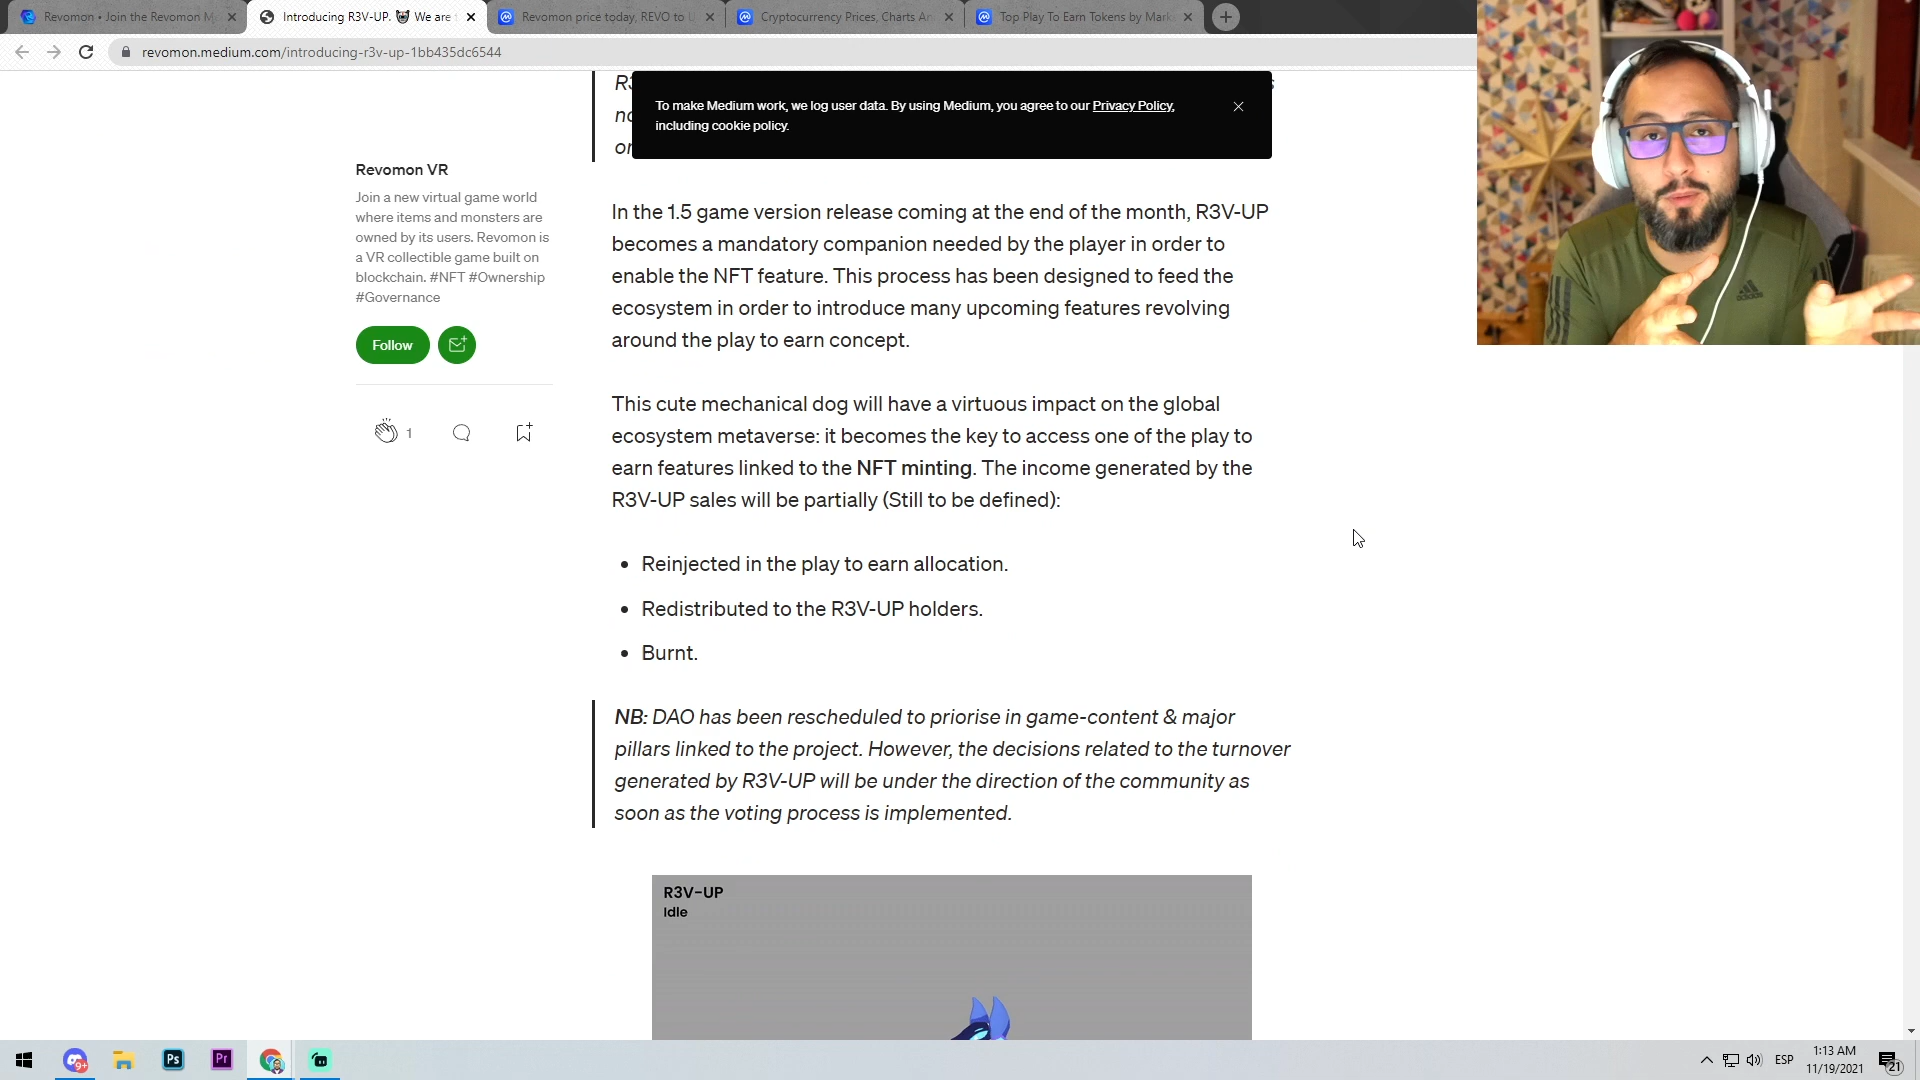 Revomon • Join the Revomon M
Introducing R3V-UP. We are
Revomon price today, REVO to U
Cryptocurrency Prices, Charts An
Top Play To Earn Tokens by Mark
revomon.medium.com/introducing-r3v-up-1bb435dc6544
To make Medium work, we log user data. By using Medium, you agree to our Privacy Policy,
including cookie policy.
Revomon VR
Join a new virtual game world
where items and monsters are
owned by its users. Revomon is
a VR collectible game built on
blockchain. #NFT #Ownership
#Governance
Follow
1
In the 1.5 game version release coming at the end of the month, R3V-UP
becomes a mandatory companion needed by the player in order to
enable the NFT feature. This process has been designed to feed the
ecosystem in order to introduce many upcoming features revolving
around the play to earn concept.
This cute mechanical dog will have a virtuous impact on the global
ecosystem metaverse: it becomes the key to access one of the play to
earn features linked to the NFT minting. The income generated by the
R3V-UP sales will be partially (Still to be defined):
• Reinjected in the play to earn allocation.
• Redistributed to the R3V-UP holders.
• Burnt.
NB: DAO has been rescheduled to priorise in game-content & major
pillars linked to the project. However, the decisions related to the turnover
generated by R3V-UP will be under the direction of the community as
soon as the voting process is implemented.
R3V-UP
Idle
adidas
9+
Ps
Pr
ESP
1:13 AM
11/19/2021
21